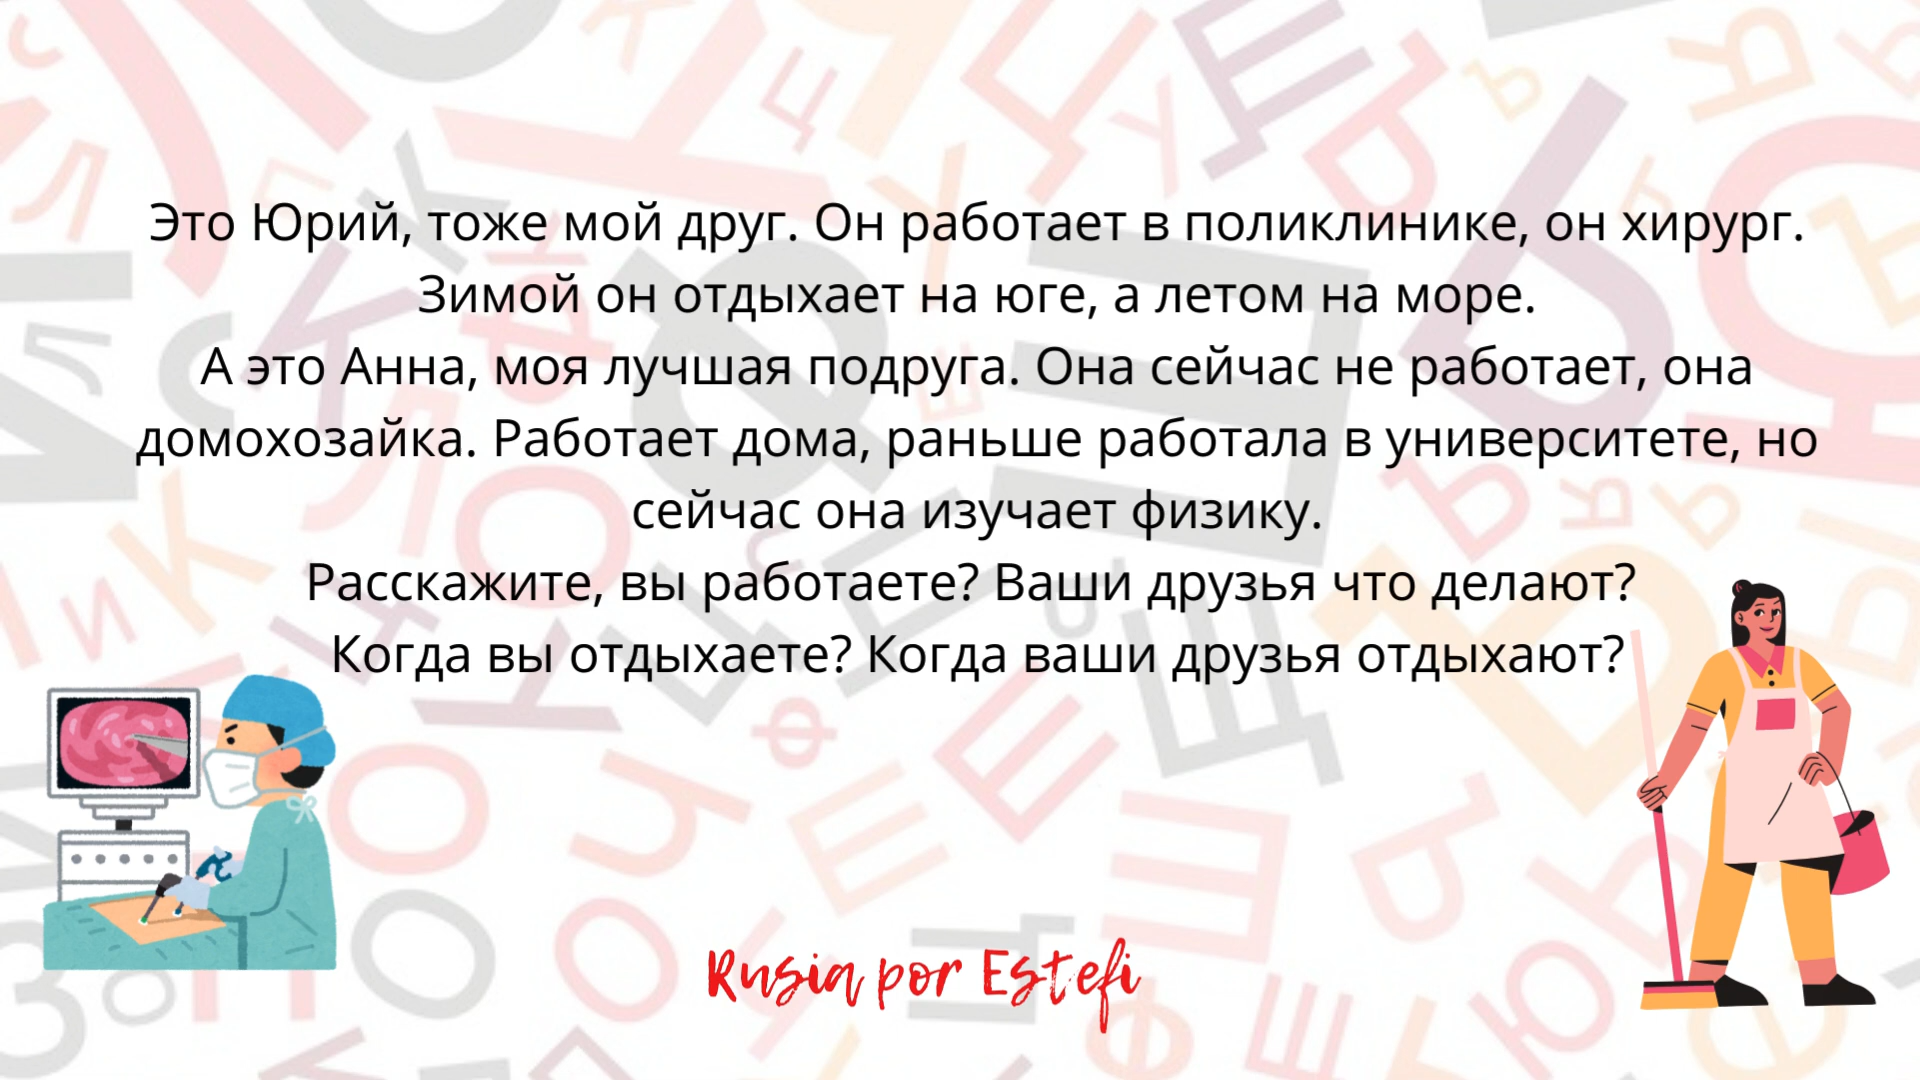 Это Юрий, тоже мой друг. Он работает в поликлинике, он хирург.
Зимой он отдыхает на юге, а летом на море.
А это Анна, моя лучшая подруга. Она сейчас не работает, она
домохозайка. Работает дома, раньше работала в университете, но
сейчас она изучает физику.
Расскажите, вы работаете? Ваши друзья что делают?
Когда вы отдыхаете? Когда ваши друзья отдыхают?
Rusia por Estefi